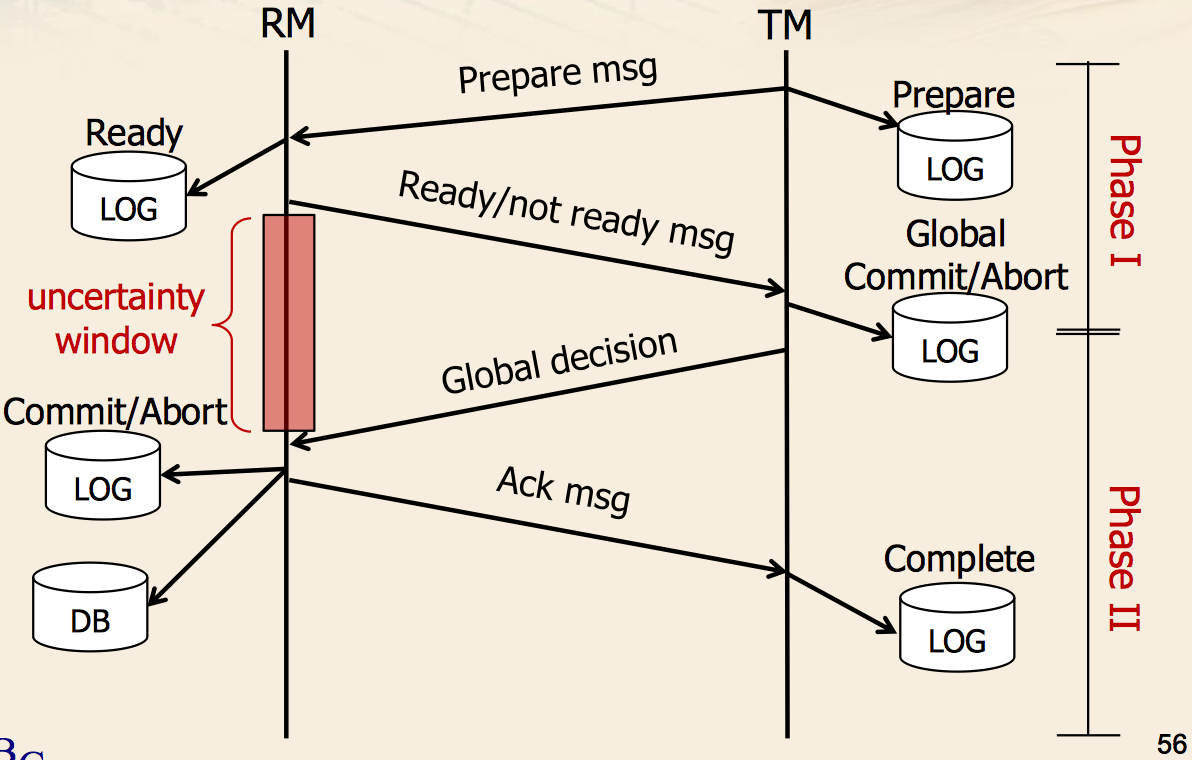 RM
TM
Prepare msg
Prepare
LOG
Ready
LOG
Phase I
Ready/not ready msg
Global
Commit/Abort
LOG
uncertainty
window
Global decision
Commit/Abort
LOG
Ack msg
Phase II
Complete
LOG
DB
56